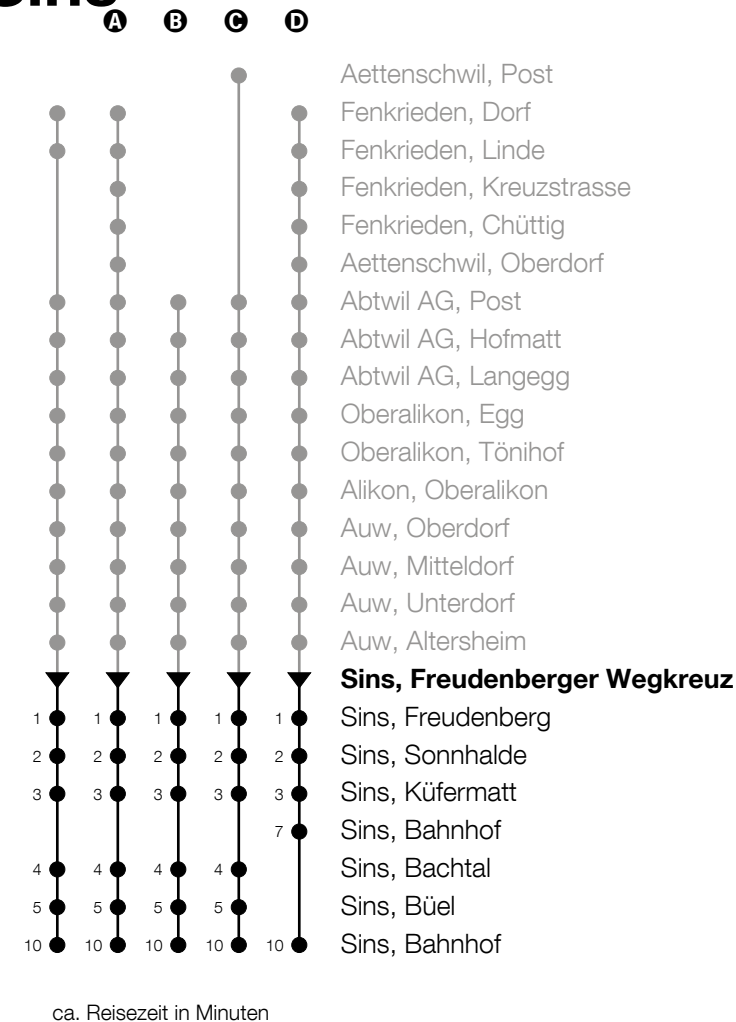 Sins
A B C D
Aettenschwil, Post
Fenkrieden, Dorf
Fenkrieden, Linde
Fenkrieden, Kreuzstrasse
Fenkrieden, Chüttig
Aettenschwil, Oberdorf
Abtwil AG, Post
Abtwil AG, Hofmatt
Abtwil AG, Langegg
Oberalikon, Egg
Oberalikon, Tönihof
Alikon, Oberalikon
Auw, Oberdorf
Auw, Mitteldorf
Auw, Unterdorf
Auw, Altersheim
Sins, Freudenberger Wegkreuz
1 1 1 1 1 Sins, Freudenberg
2 2 2 2 2 Sins, Sonnhalde
3 3 3 3 3 Sins, Küfermatt
7 Sins, Bahnhof
4 4 4 4 Sins, Bachtal
5 5 5 5 Sins, Büel
10 10 10 10 10 Sins, Bahnhof
ca. Reisezeit in Minuten